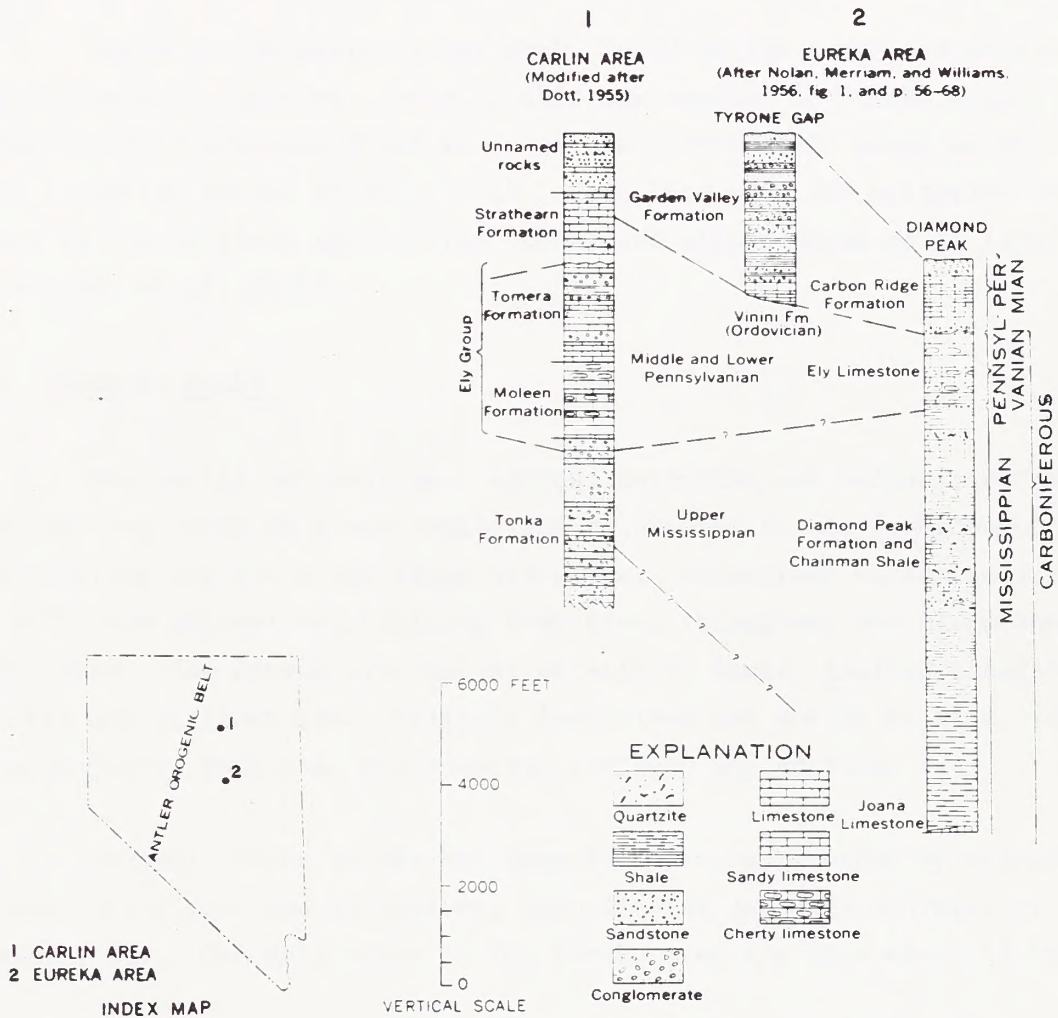 1
CARLIN AREA
(Modified after
Dott, 1955)
2
EUREKA AREA
(After Nolan, Merriam, and Williams,
1956, fig. 1, and p. 56–68)
TYRONE GAP
Unnamed
rocks
Strathearn
Formation
Ely Group
Tomera
Formation
Moleen
Formation
Tonka
Formation
Garden Valley
Formation
Vinini Fm
(Ordovician)
Middle and Lower
Pennsylvanian
?
?
Upper
Mississippian
?
?
?
DIAMOND
PEAK
Carbon Ridge
Formation
Ely Limestone
Diamond Peak
Formation and
Chainman Shale
Joana
Limestone
PER-
MIAN
PENNSYL-
VANIAN
MISSISSIPPIAN
CARBONIFEROUS
ANTLER OROGENIC BELT
1
2
1 CARLIN AREA
2 EUREKA AREA
INDEX MAP
6000 FEET
4000
2000
0
VERTICAL SCALE
EXPLANATION
Quartzite
Shale
Sandstone
Conglomerate
Limestone
Sandy limestone
Cherty limestone